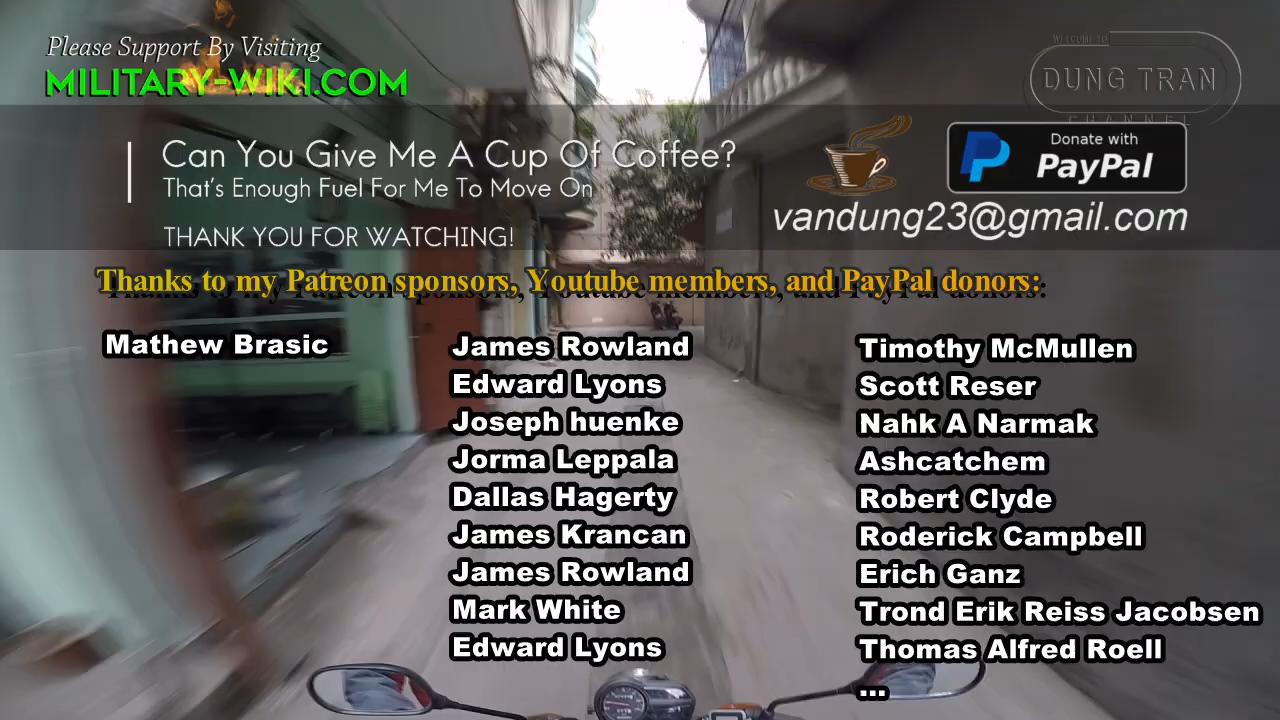 Please Support By Visiting
MILITARY-WIKI.COM
WELCOME TO
DUNG TRAN
CHANNEL
Can You Give Me A Cup Of Coffee?
That's Enough Fuel For Me To Move On
THANK YOU FOR WATCHING!
Donate with
PayPal
vandung23@gmail.com
Thanks to my Patreon sponsors, Youtube members, and PayPal donors:
Mathew Brasic
James Rowland
Edward Lyons
Joseph huenke
Jorma Leppala
Dallas Hagerty
James Krancan
James Rowland
Mark White
Edward Lyons
Timothy McMullen
Scott Reser
Nahk A Narmak
Ashcatchem
Robert Clyde
Roderick Campbell
Erich Ganz
Trond Erik Reiss Jacobsen
Thomas Alfred Roell
...